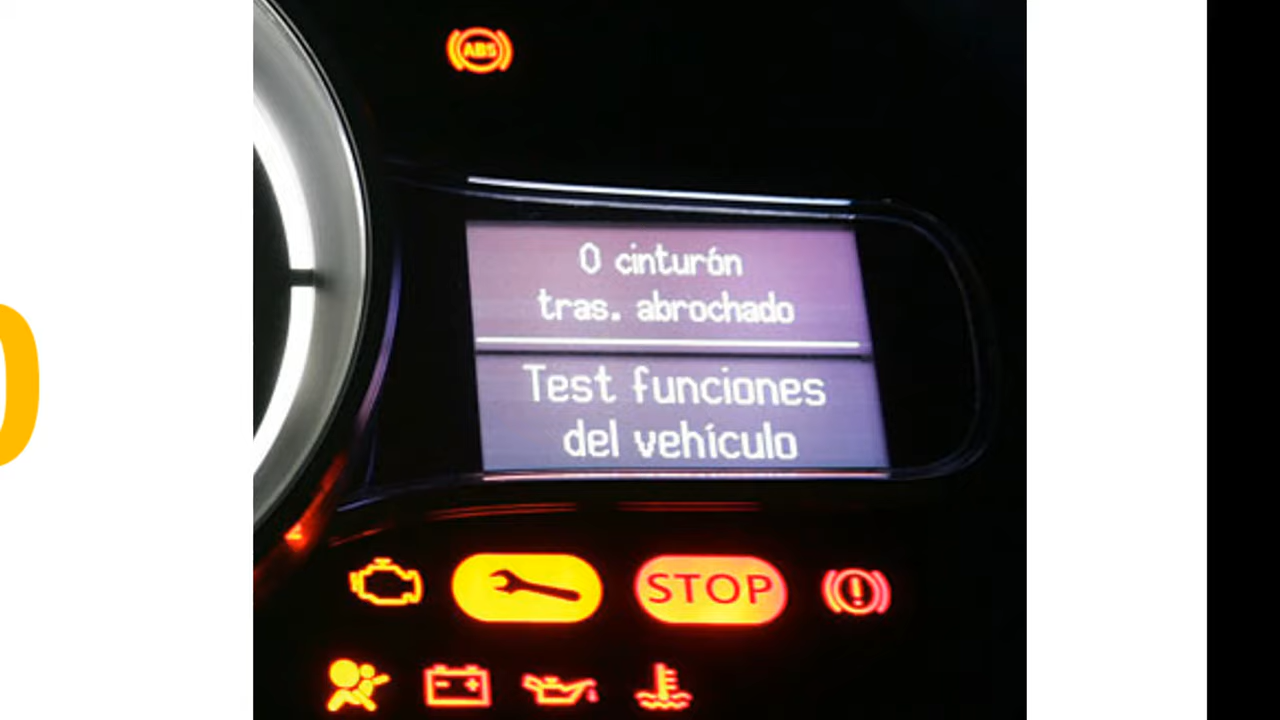 ABS
0 cinturón
tras. abrochado
Test funciones
del vehículo
STOP